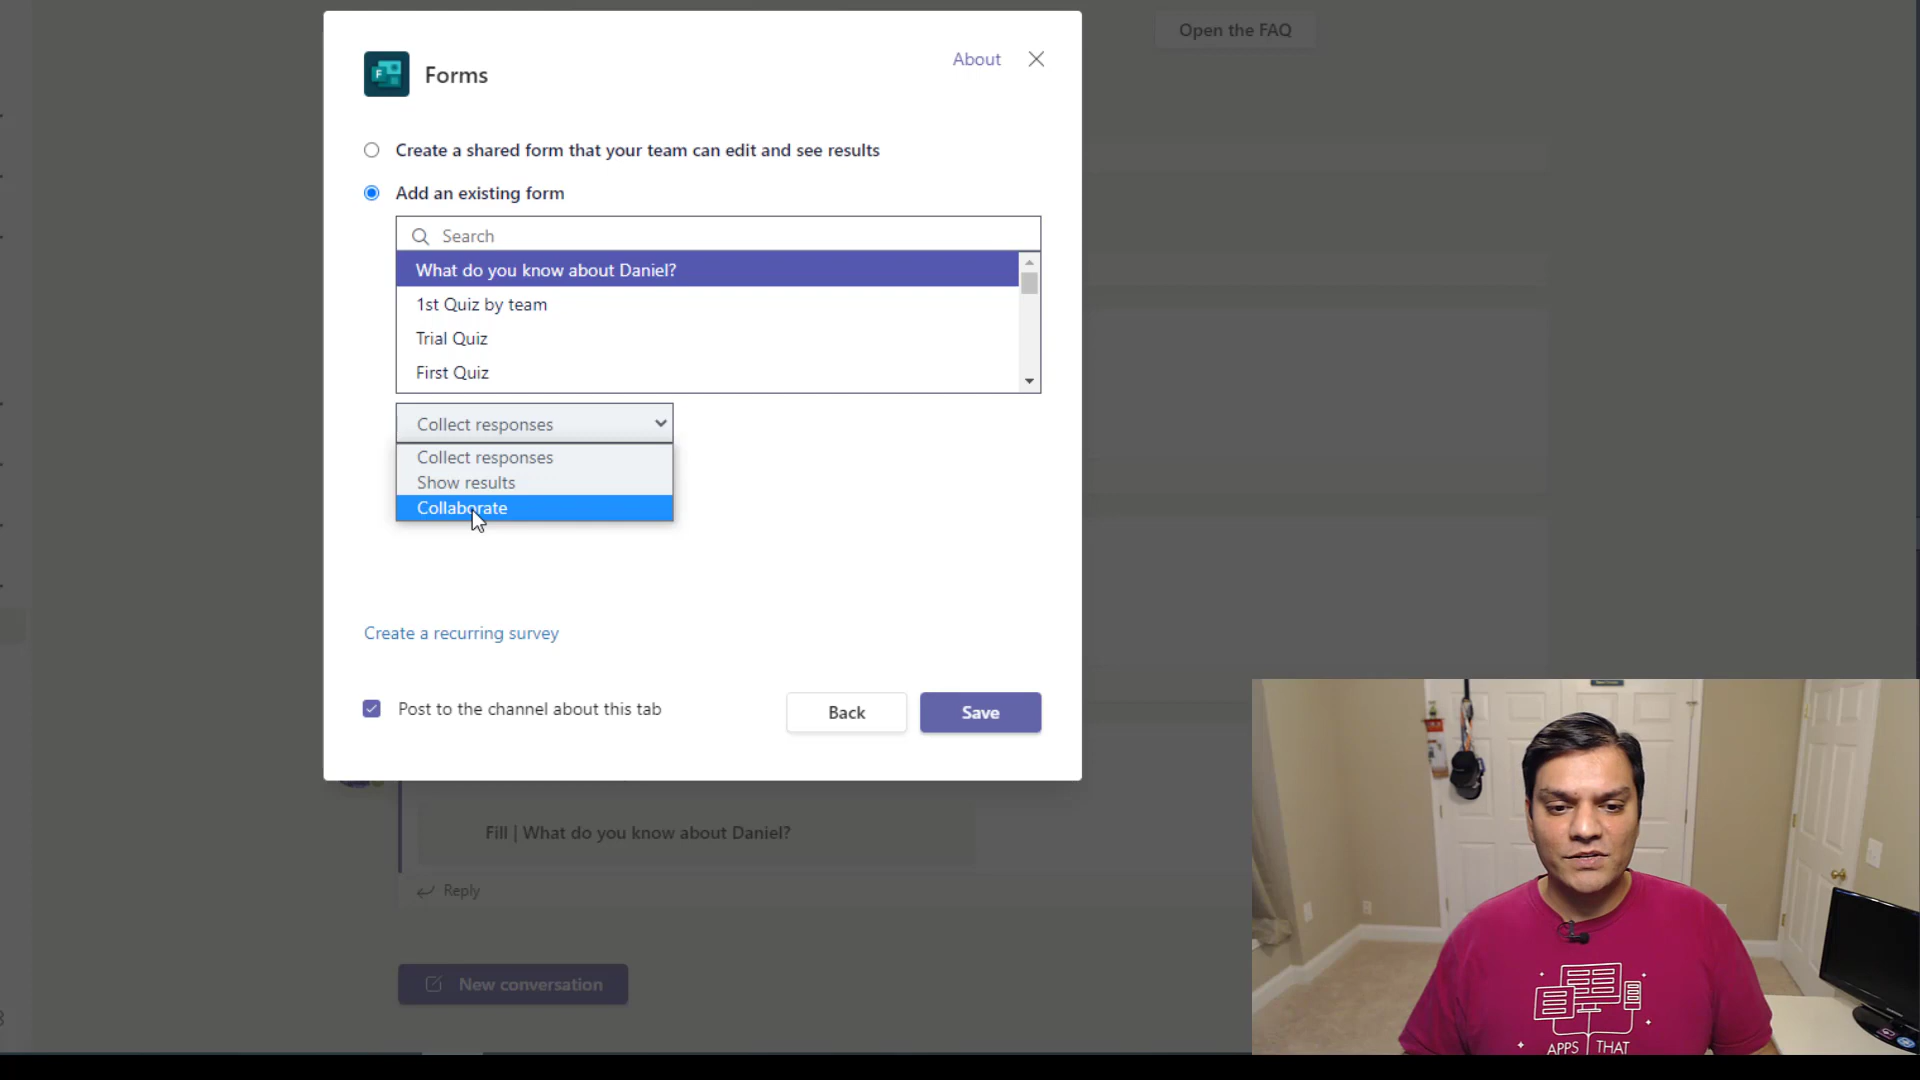 Open the FAQ
Forms
About
Create a shared form that your team can edit and see results
Add an existing form
Search
What do you know about Daniel?
1st Quiz by team
Trial Quiz
First Quiz
Collect responses
Collect responses
Show results
Collaborate
Create a recurring survey
Post to the channel about this tab
Back
Save
Fill | What do you know about Daniel?
Reply
New conversation
APPS THAT